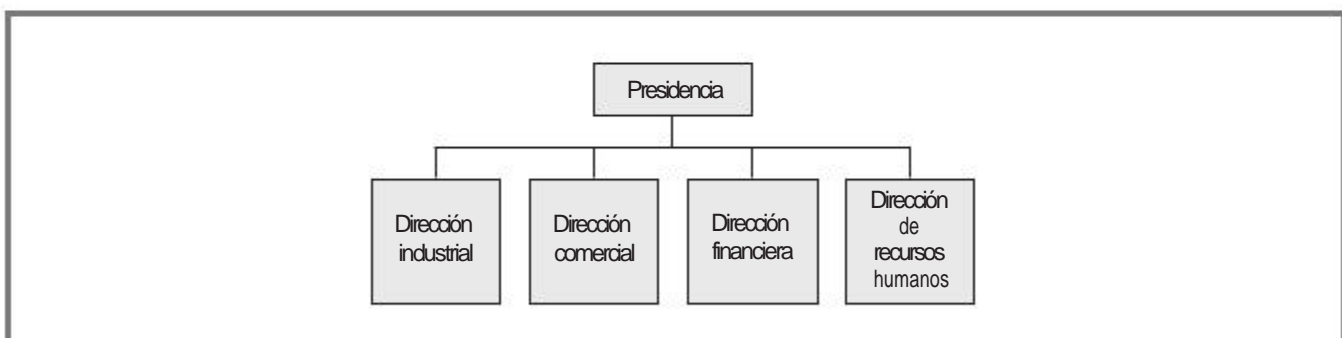 Presidencia
Dirección
industrial
Dirección
comercial
Dirección
financiera
Dirección
de
recursos
humanos